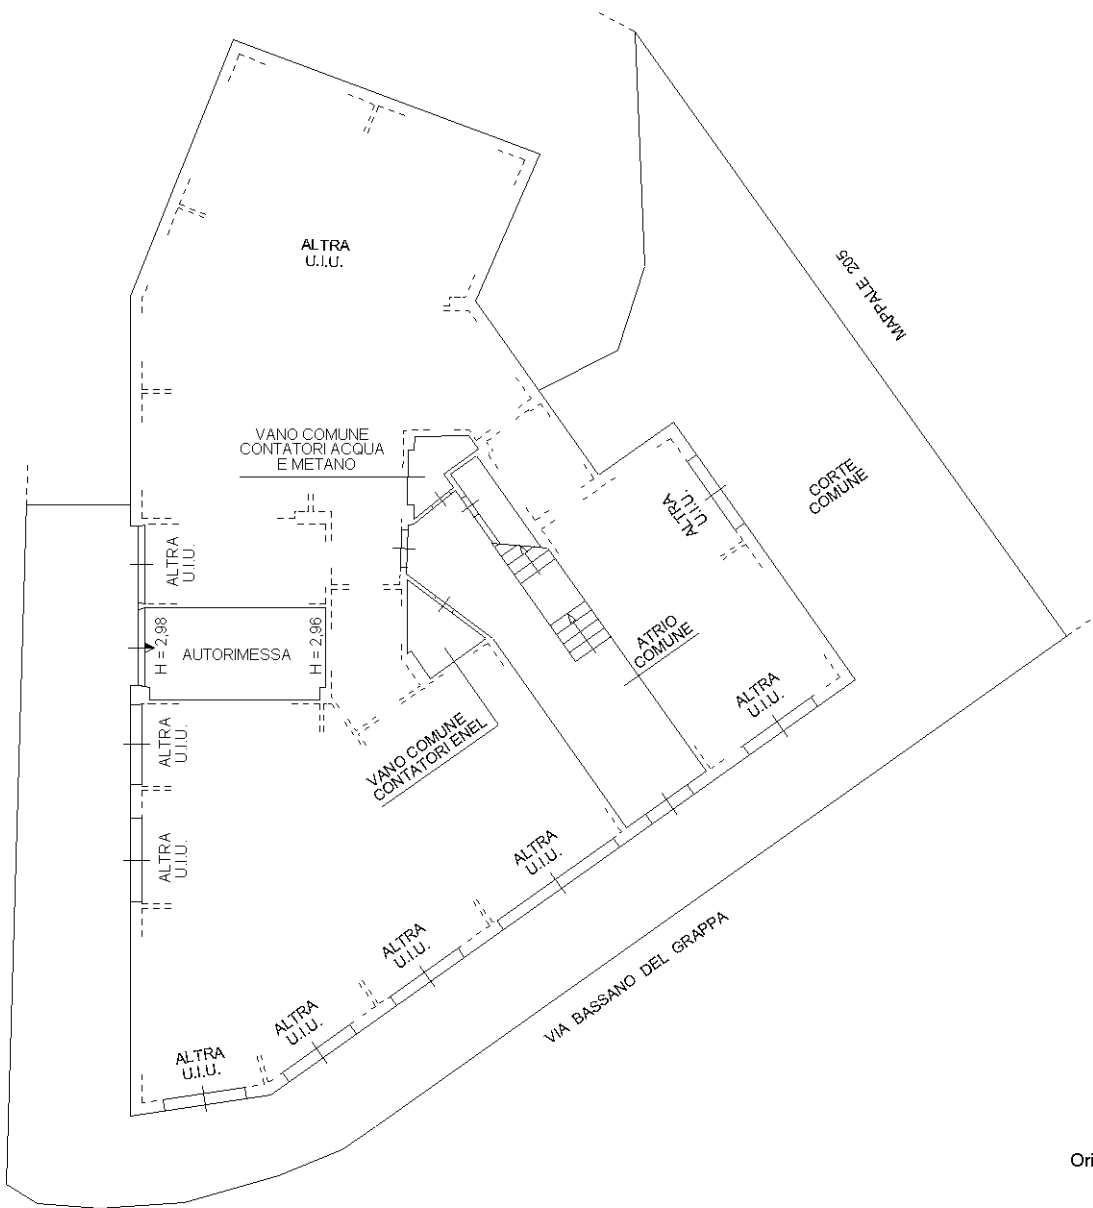 ALTRA
U.I.U.
MAPPALE 205
VANO COMUNE
CONTATORI ACQUA
E METANO
CORTE
COMUNE
ALTRA
U.I.U.
ALTRA
U.I.U.
H = 2,98
AUTORIMESSA
H = 2,96
ATRIO
COMUNE
ALTRA
U.I.U.
VANO COMUNE
CONTATORI ENEL
ALTRA
U.I.U.
ALTRA
U.I.U.
ALTRA
U.I.U.
ALTRA
U.I.U.
ALTRA
U.I.U.
ALTRA
U.I.U.
VIA BASSANO DEL GRAPPA
Ori